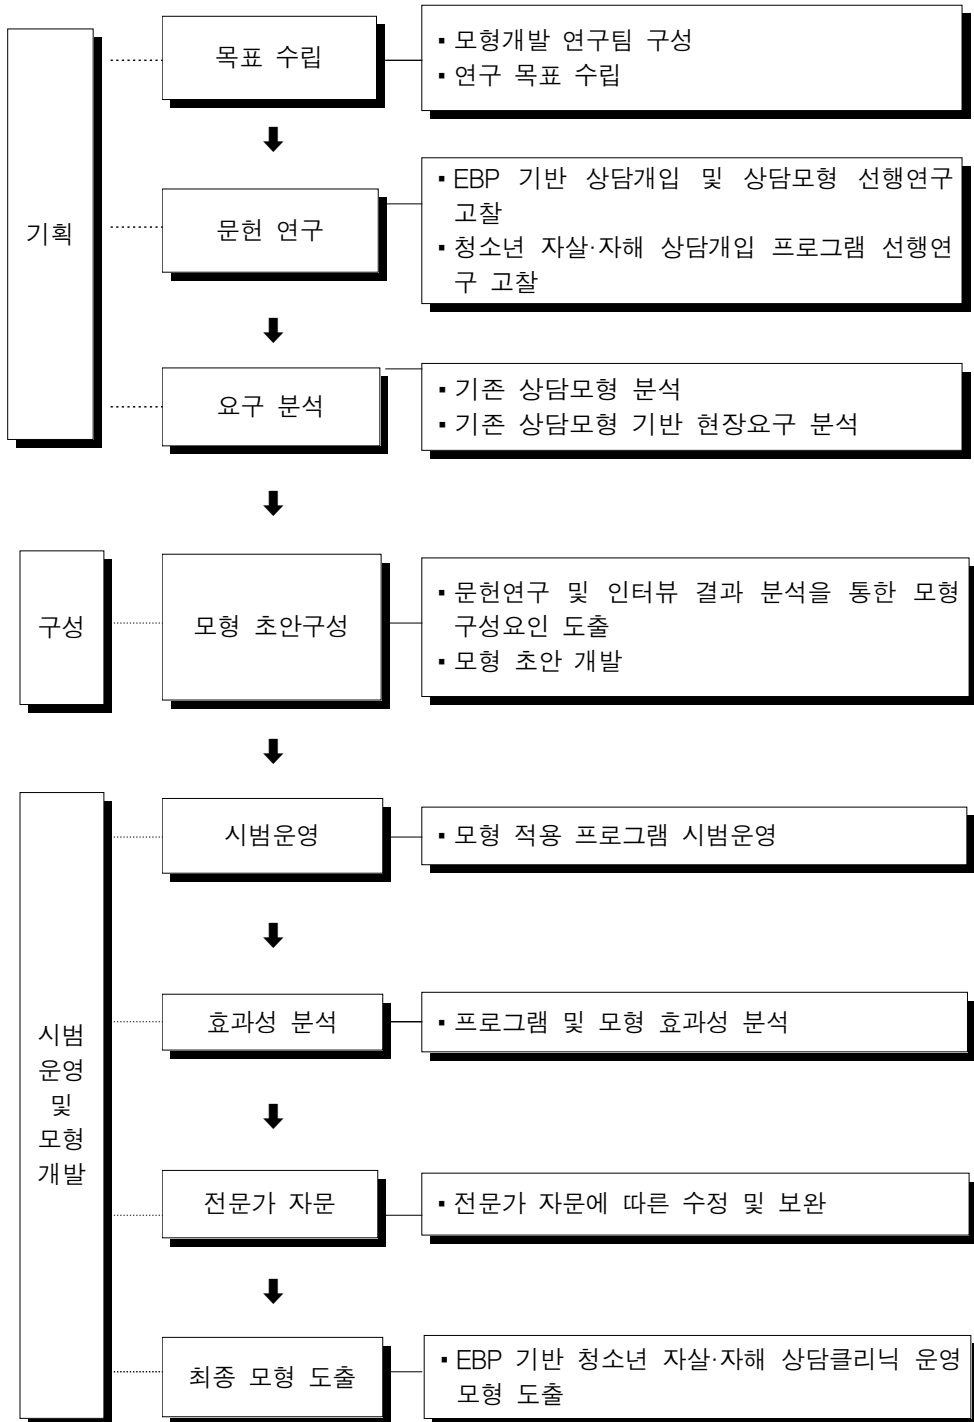 기획
목표 수립
▪ 모형개발 연구팀 구성
▪ 연구 목표 수립
문헌 연구
▪ EBP 기반 상담개입 및 상담모형 선행연구
고찰
▪ 청소년 자살·자해 상담개입 프로그램 선행연
구 고찰
요구 분석
▪ 기존 상담모형 분석
▪ 기존 상담모형 기반 현장요구 분석
구성
모형 초안구성
▪ 문헌연구 및 인터뷰 결과 분석을 통한 모형
구성요인 도출
▪ 모형 초안 개발
시범
운영
및
모형
개발
시범운영
▪ 모형 적용 프로그램 시범운영
효과성 분석
▪ 프로그램 및 모형 효과성 분석
전문가 자문
▪ 전문가 자문에 따른 수정 및 보완
최종 모형 도출
▪ EBP 기반 청소년 자살·자해 상담클리닉 운영
모형 도출